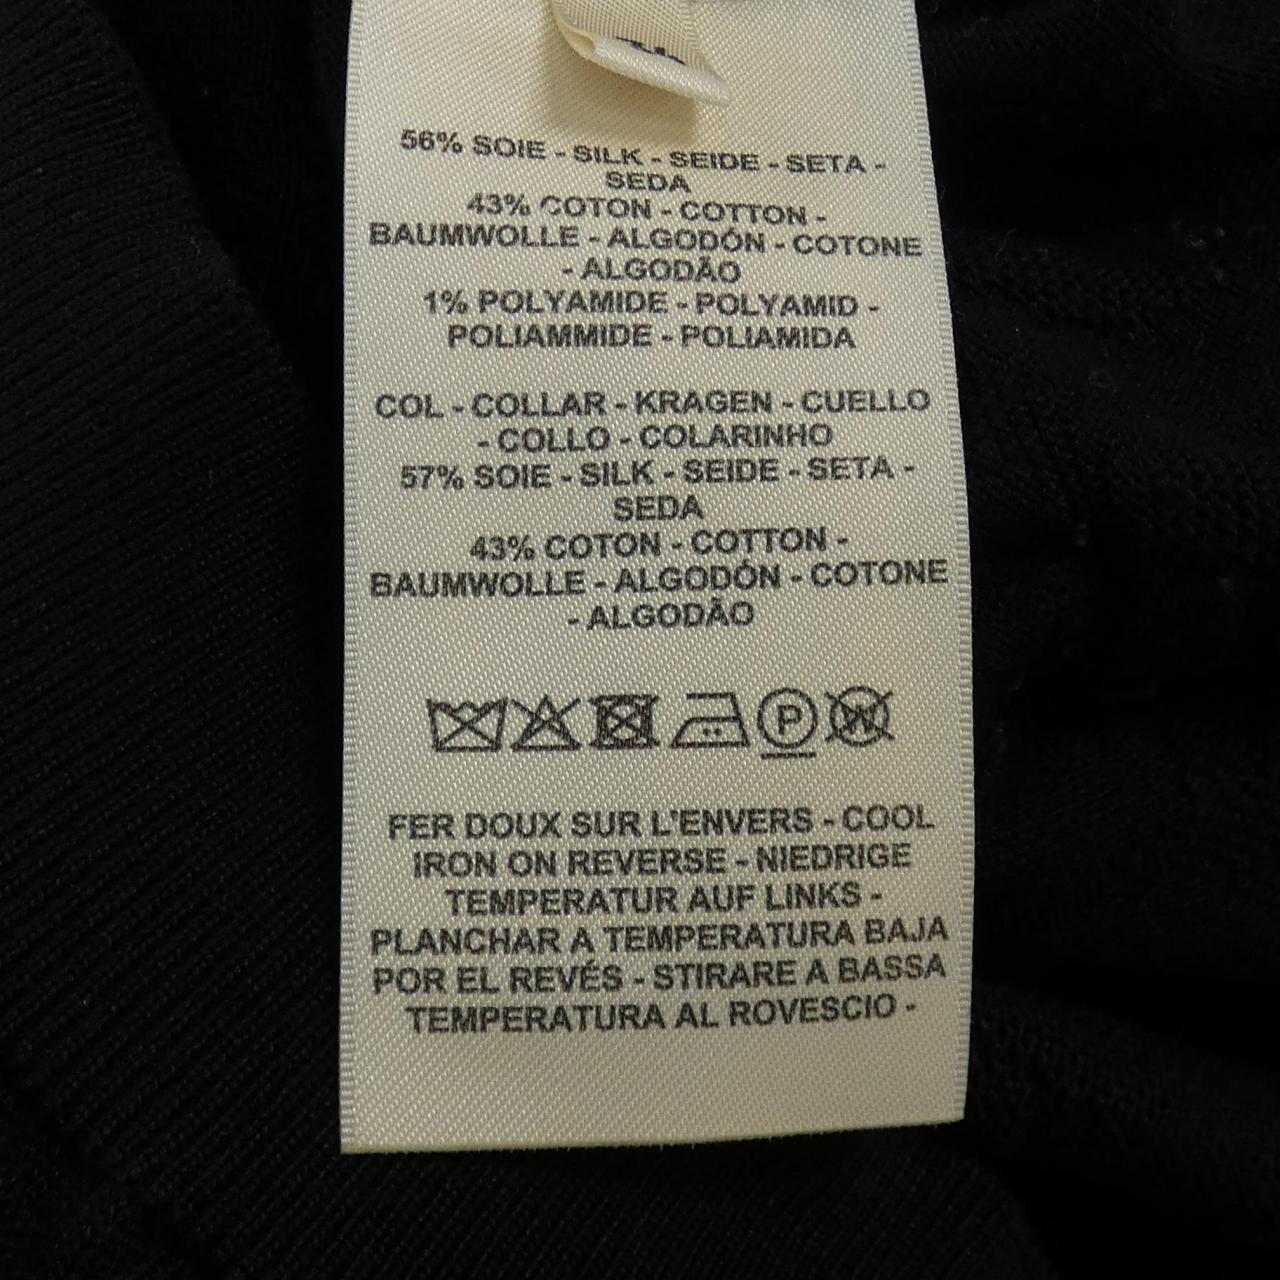 56% SOIE - SILK - SEIDE - SETA -
SEDA
43% COTON - COTTON -
BAUMWOLLE - ALGODÓN - COTONE
- ALGODÃO
1% POLYAMIDE - POLYAMID -
POLIAMMIDE - POLIAMIDA
COL - COLLAR - KRAGEN - CUELLO
- COLLO - COLARINHO
57% SOIE - SILK - SEIDE - SETA -
SEDA
43% COTON - COTTON -
BAUMWOLLE - ALGODÓN - COTONE
- ALGODÃO
P W
FER DOUX SUR L'ENVERS - COOL
IRON ON REVERSE - NIEDRIGE
TEMPERATUR AUF LINKS -
PLANCHAR A TEMPERATURA BAJA
POR EL REVÉS - STIRARE A BASSA
TEMPERATURA AL ROVESCIO -